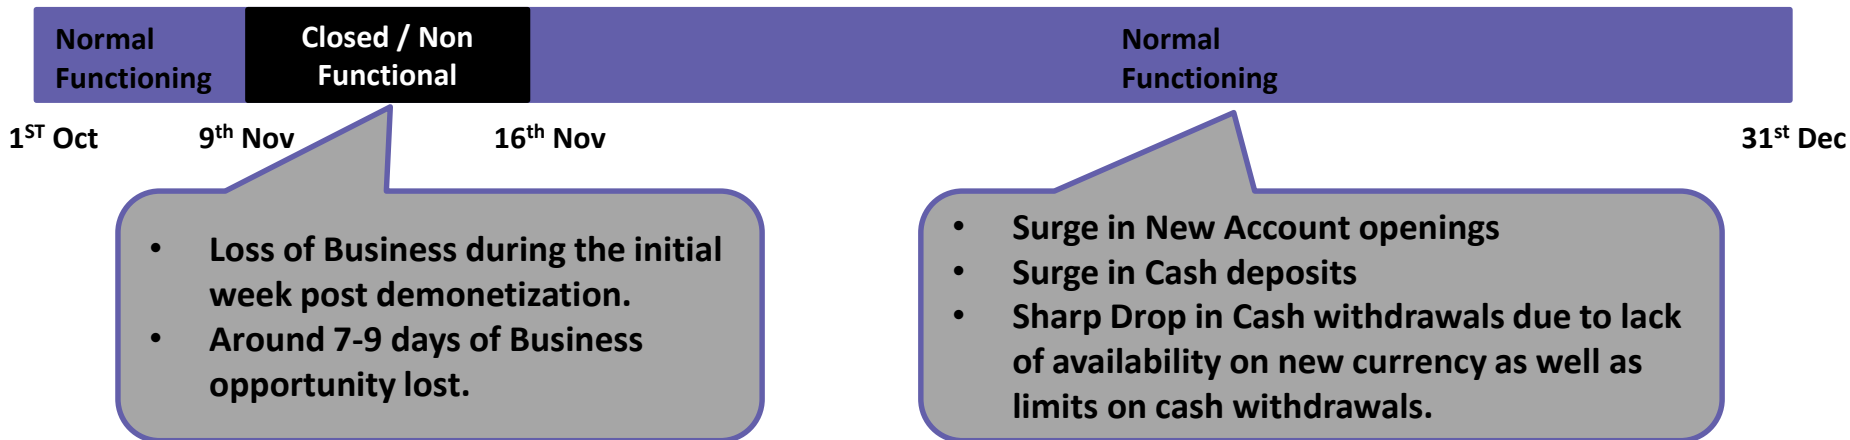 Normal
Functioning
Closed / Non
Functional
Normal
Functioning
1ST Oct
9th Nov
16th Nov
31st Dec
• Loss of Business during the initial
week post demonetization.
• Around 7-9 days of Business
opportunity lost.
• Surge in New Account openings
• Surge in Cash deposits
• Sharp Drop in Cash withdrawals due to lack
of availability on new currency as well as
limits on cash withdrawals.